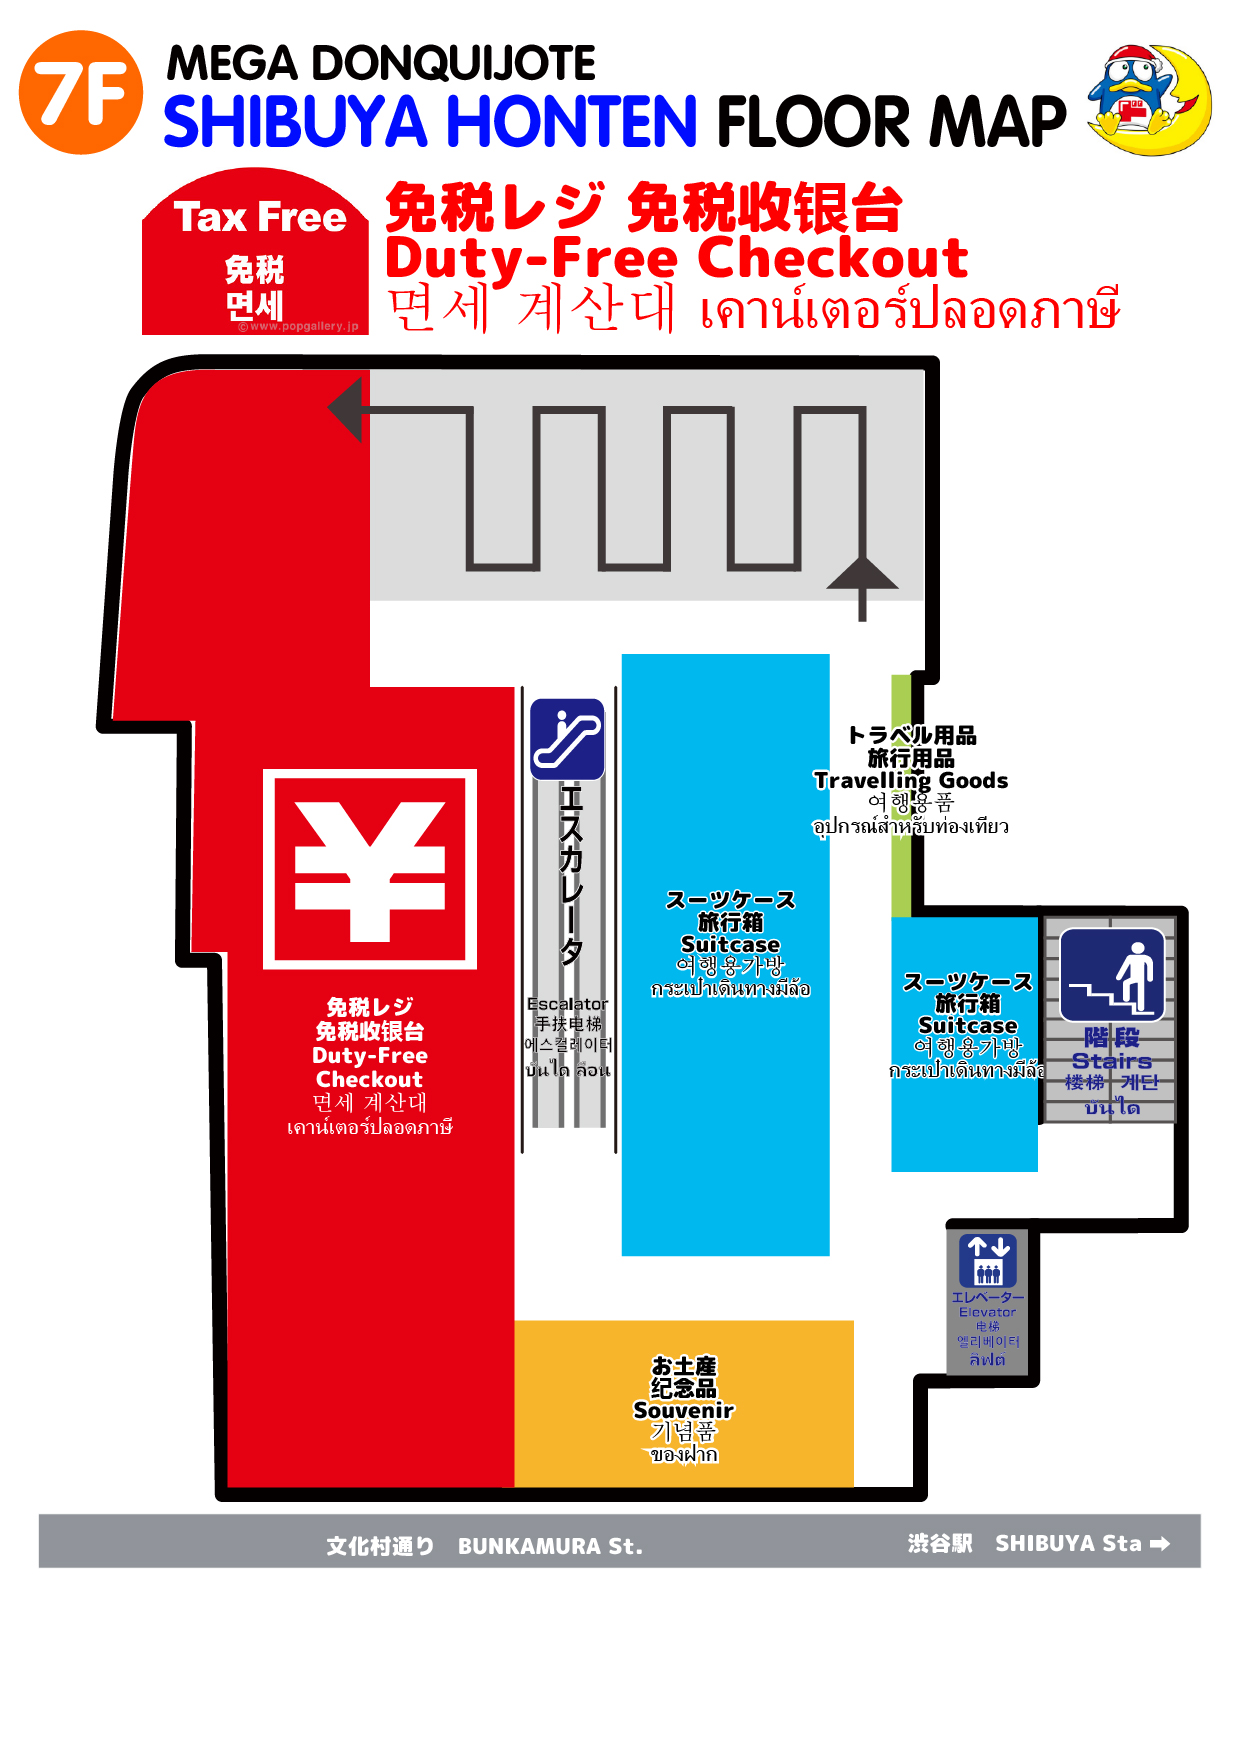 7F
MEGA DONQUIJOTE
SHIBUYA HONTEN FLOOR MAP
Tax Free
免税
면세
©www.popgallery.jp
免税レジ 免税收银台
Duty-Free Checkout
면세 계산대 เคาน์เตอร์ปลอดภาษี
トラベル用品
旅行用品
Travelling Goods
여행용품
อุปกรณ์สำหรับท่องเที่ยว
エスカレータ
Escalator
手扶电梯
에스컬레이터
บันได ลื่อน
スーツケース
旅行箱
Suitcase
여행용가방
กระเป๋าเดินทางมีล้อ
スーツケース
旅行箱
Suitcase
여행용가방
กระเป๋าเดินทางมีล้อ
階段
Stairs
楼梯 계단
บันได
免税レジ
免税收银台
Duty-Free
Checkout
면세 계산대
เคาน์เตอร์ปลอดภาษี
エレベーター
Elevator
电梯
엘리베이터
ลิฟต์
お土産
纪念品
Souvenir
기념품
ของฝาก
文化村通り BUNKAMURA St.
渋谷駅 SHIBUYA Sta ➡